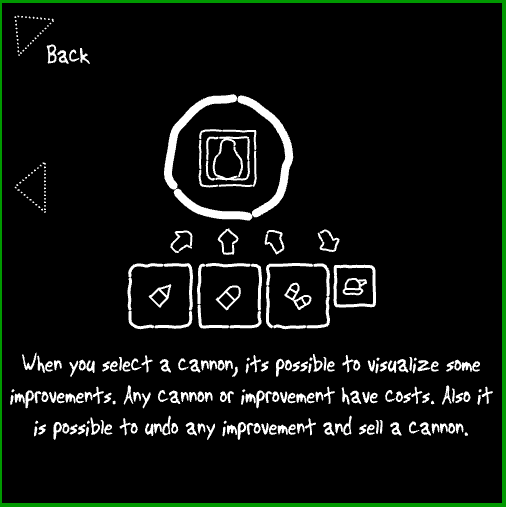 Back
When you select a cannon, its possible to visualize some
improvements. Any cannon or improvement have costs. Also it
is possible to undo any improvement and sell a cannon.